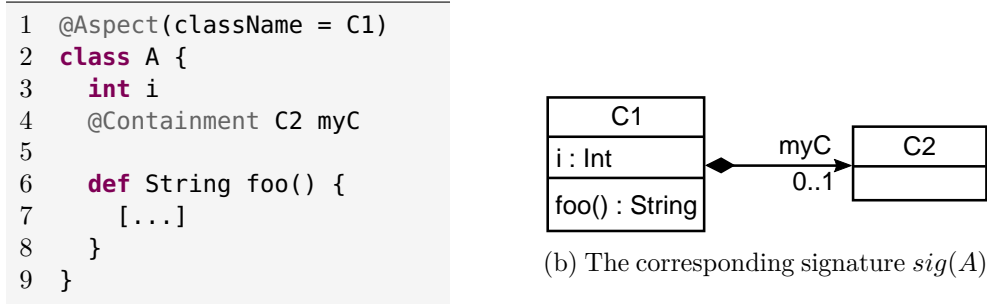 1 @Aspect(className = C1)
2 class A {
3 int i
4 @Containment C2 myC
5
6 def String foo() {
7 [...]
8 }
9 }
C1
i : Int
foo() : String
myC
0..1
C2
(b) The corresponding signature sig(A)